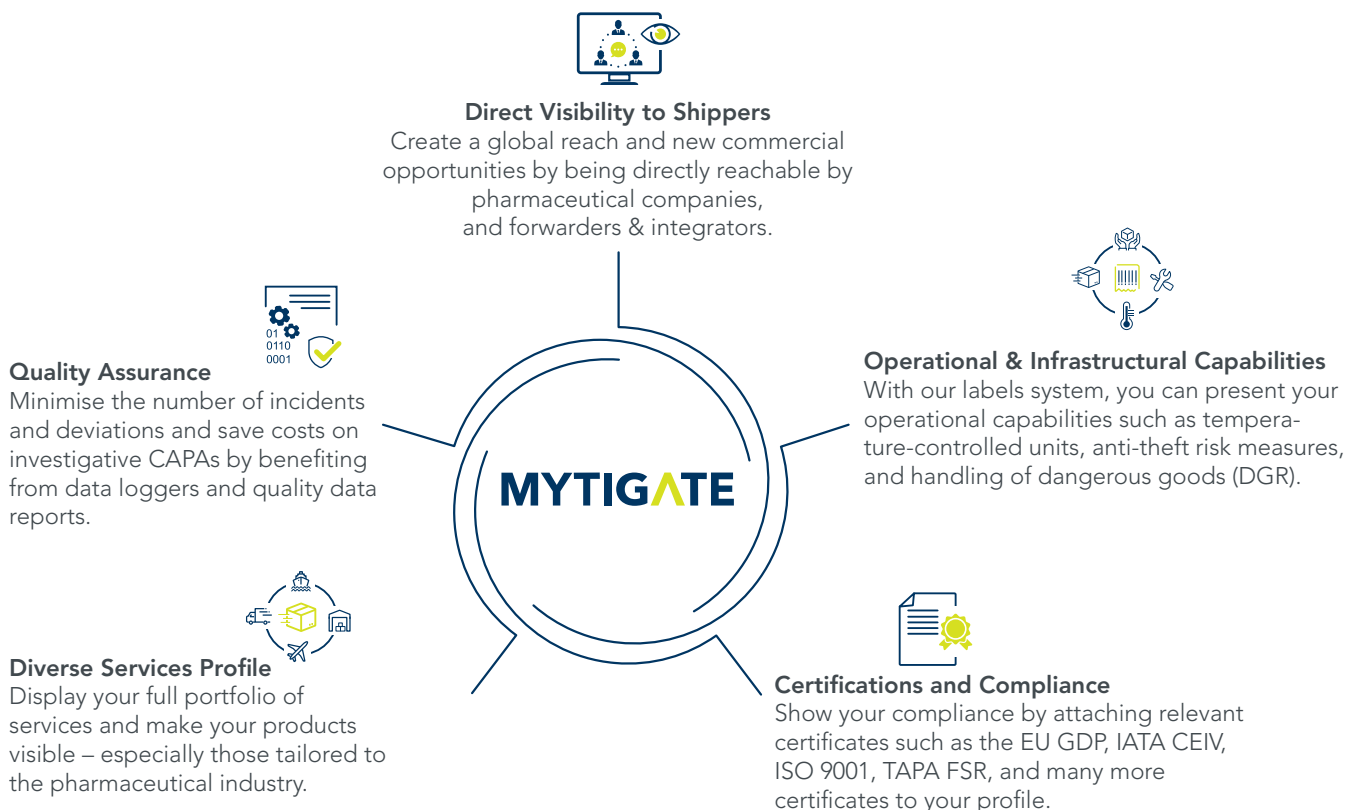 Direct Visibility to Shippers
Create a global reach and new commercial
opportunities by being directly reachable by
pharmaceutical companies,
and forwarders & integrators.
01
0110
0001
Quality Assurance
Minimise the number of incidents
and deviations and save costs on
investigative CAPAs by benefiting
from data loggers and quality data
reports.
Operational & Infrastructural Capabilities
With our labels system, you can present your
operational capabilities such as tempera-
ture-controlled units, anti-theft risk measures,
and handling of dangerous goods (DGR).
MYTIGATE
Diverse Services Profile
Display your full portfolio of
services and make your products
visible – especially those tailored to
the pharmaceutical industry.
Certifications and Compliance
Show your compliance by attaching relevant
certificates such as the EU GDP, IATA CEIV,
ISO 9001, TAPA FSR, and many more
certificates to your profile.